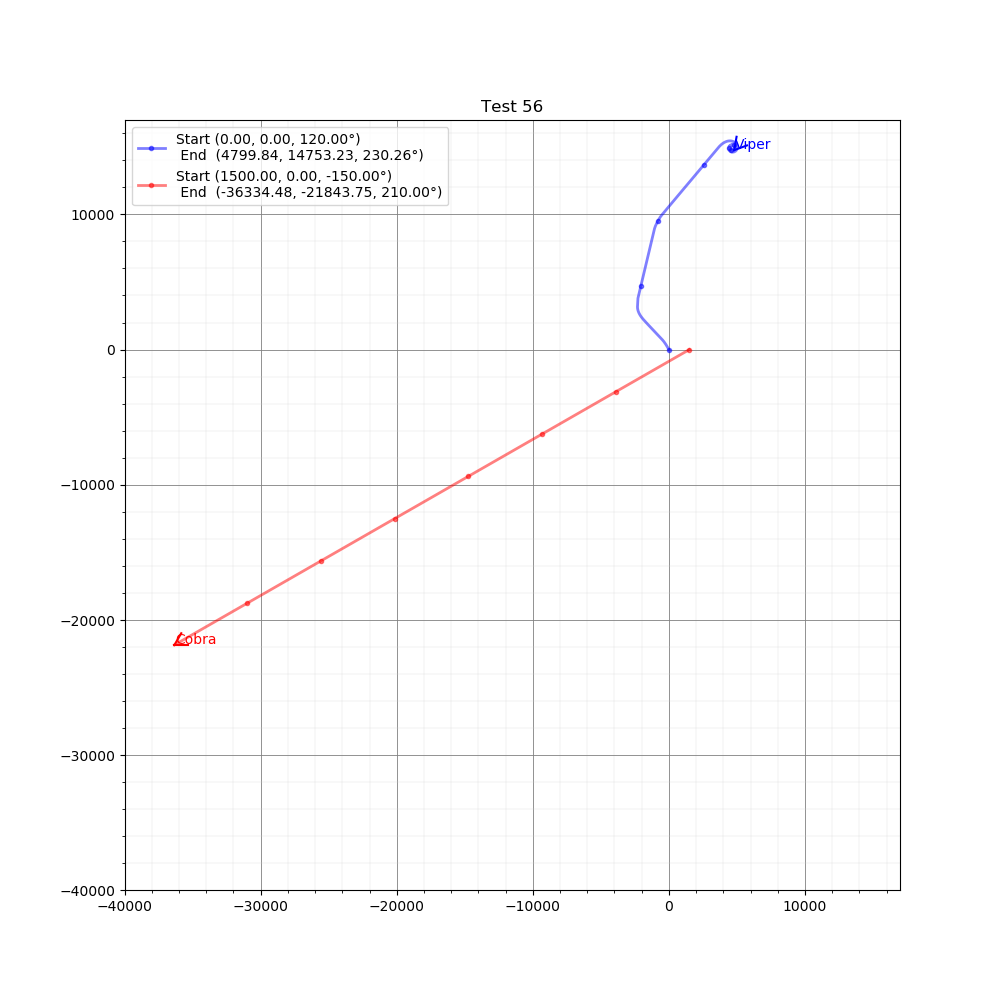 Test 56
Start (0.00, 0.00, 120.00°)
End (4799.84, 14753.23, 230.26°)
Start (1500.00, 0.00, -150.00°)
End (-36334.48, -21843.75, 210.00°)
Viper
Cobra
10000
0
−10000
−20000
−30000
−40000
−40000 −30000 −20000 −10000 0 10000